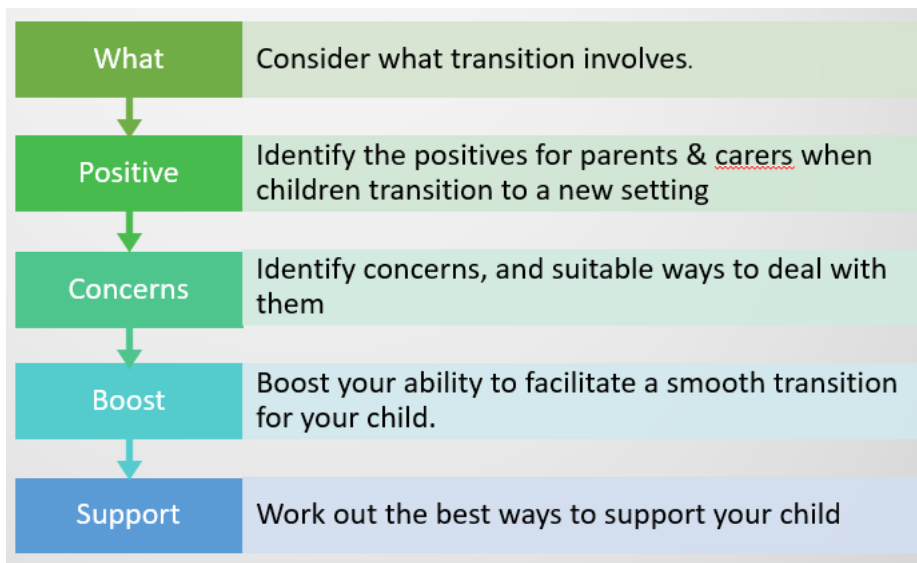 What
Consider what transition involves.
Positive
Identify the positives for parents & carers when
children transition to a new setting
Concerns
Identify concerns, and suitable ways to deal with
them
Boost
Boost your ability to facilitate a smooth transition
for your child.
Support
Work out the best ways to support your child